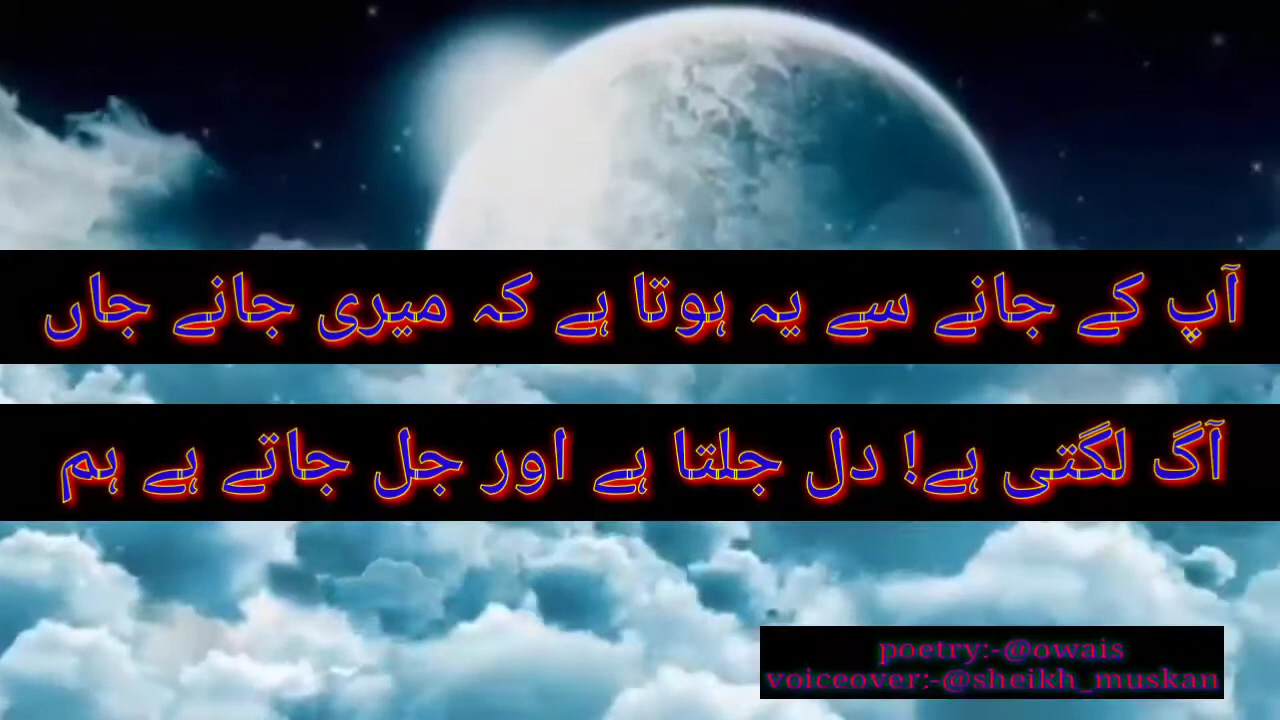 آپ کے جانے سے یہ ہوتا ہے کہ میری جانے جاں
آگ لگتی ہے! دل جلتا ہے اور جل جاتے ہے ہم
poetry:-@owais
voiceover:-@sheikh_muskan